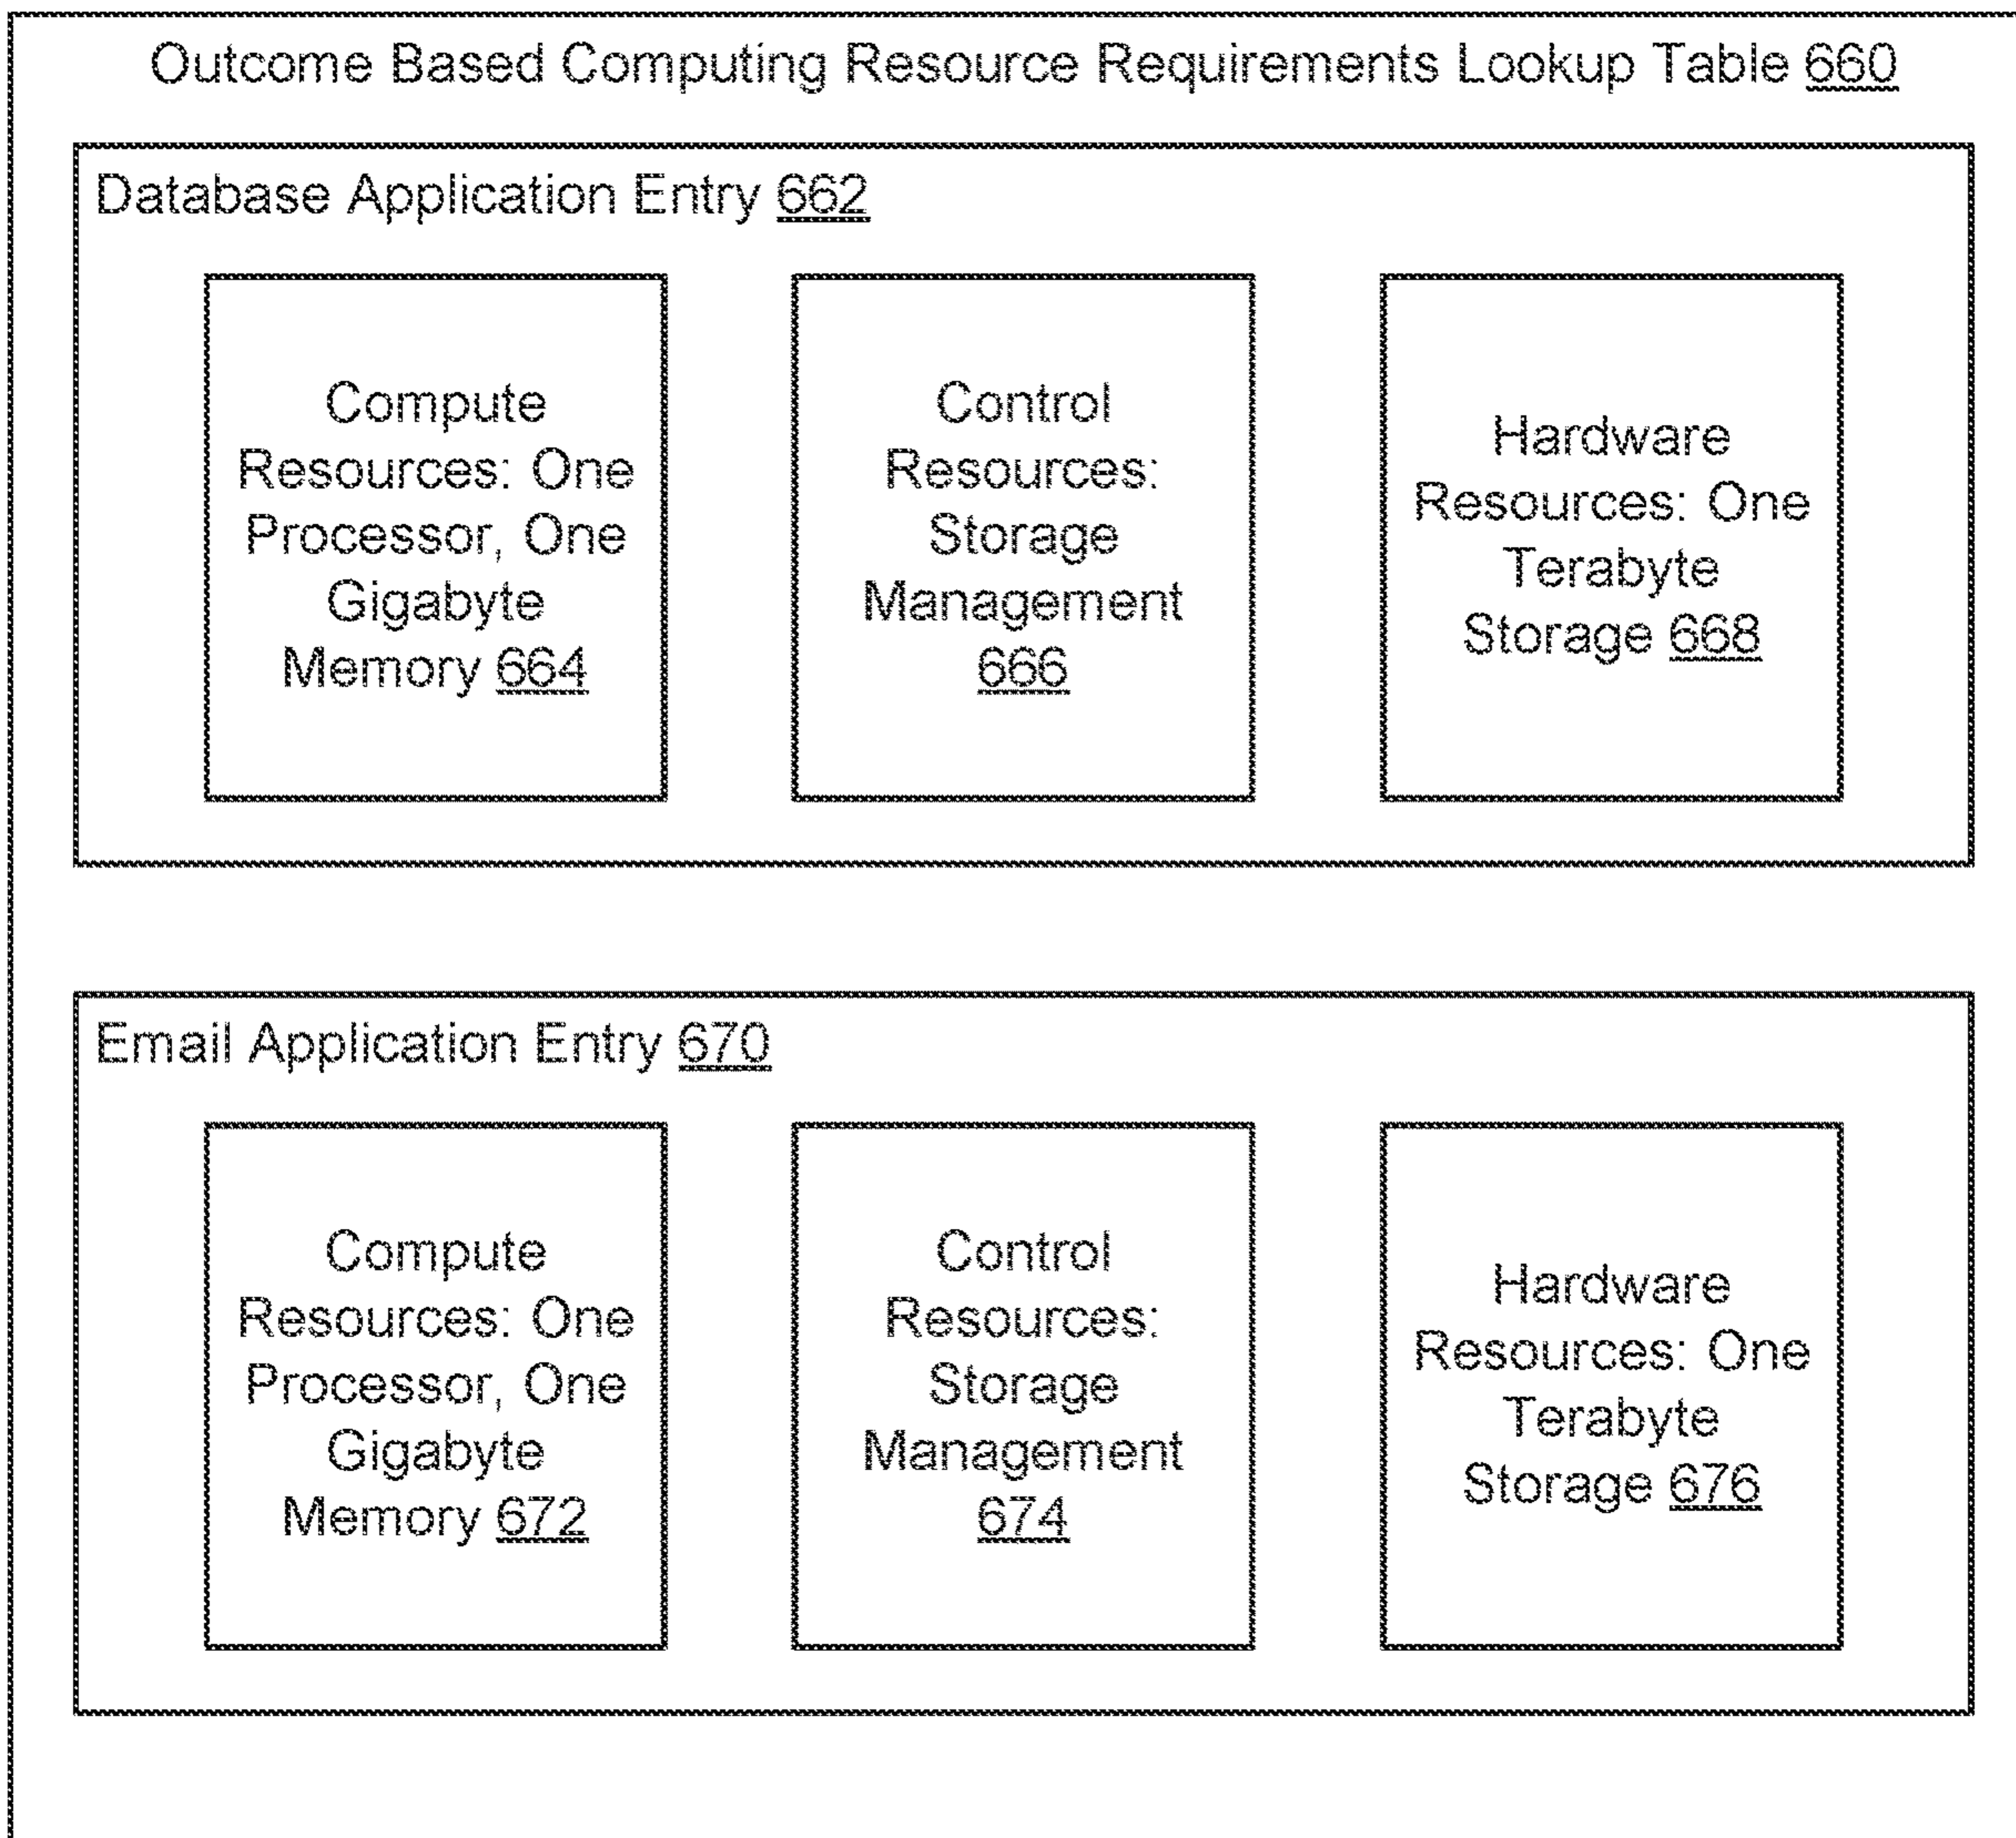 Outcome Based Computing Resource Requirements Lookup Table 660
Database Application Entry 662
Compute
Resources: One
Processor, One
Gigabyte
Memory 664
Control
Resources:
Storage
Management
666
Hardware
Resources: One
Terabyte
Storage 668
Email Application Entry 670
Compute
Resources: One
Processor, One
Gigabyte
Memory 672
Control
Resources:
Storage
Management
674
Hardware
Resources: One
Terabyte
Storage 676